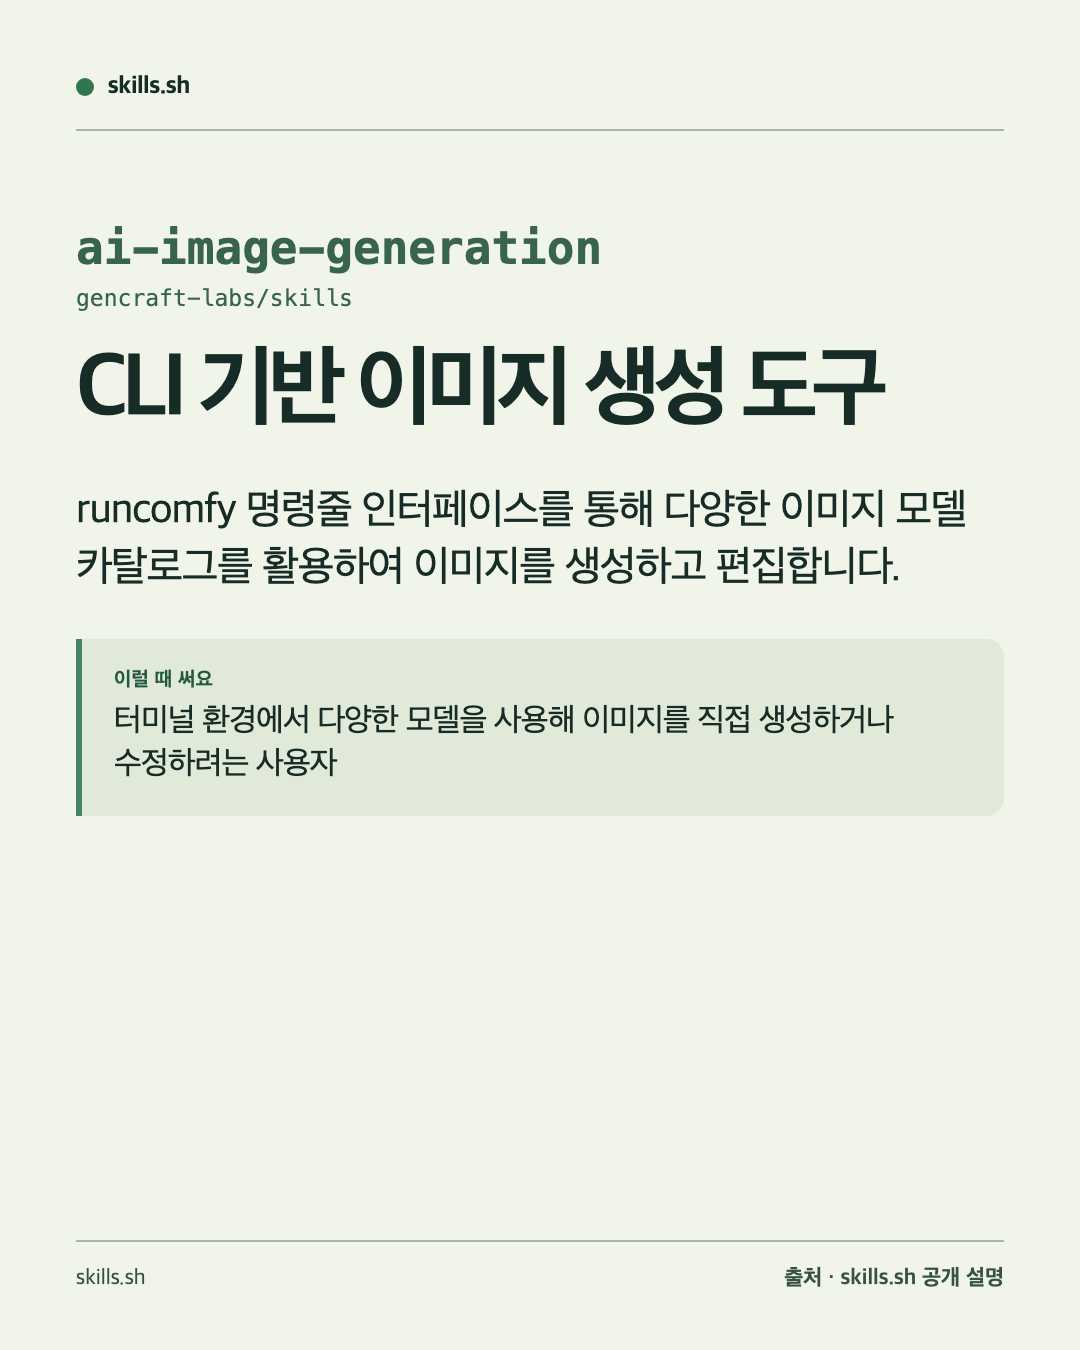 skills.sh
ai-image-generation
gencraft-labs/skills
CLI 기반 이미지 생성 도구
runcomfy 명령줄 인터페이스를 통해 다양한 이미지 모델
카탈로그를 활용하여 이미지를 생성하고 편집합니다.
이럴 때 써요
터미널 환경에서 다양한 모델을 사용해 이미지를 직접 생성하거나
수정하려는 사용자
skills.sh
출처 · skills.sh 공개 설명